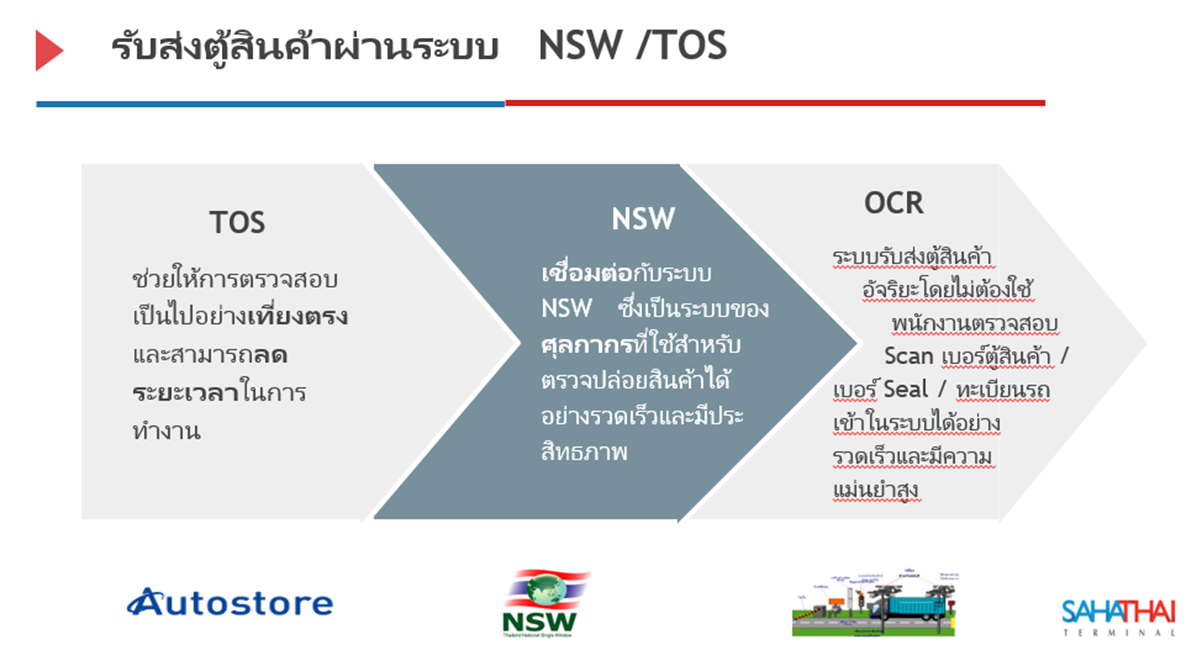 รับส่งตู้สินค้าผ่านระบบ NSW /TOS
TOS
ช่วยให้การตรวจสอบ
เป็นไปอย่างเที่ยงตรง
และสามารถลด
ระยะเวลาในการ
ทำงาน
NSW
เชื่อมต่อกับระบบ
NSW ซึ่งเป็นระบบของ
ศุลกากรที่ใช้สำหรับ
ตรวจปล่อยสินค้าได้
อย่างรวดเร็วและมีประ
สิทธภาพ
OCR
ระบบรับส่งตู้สินค้า
อัจริยะโดยไม่ต้องใช้
พนักงานตรวจสอบ
Scan เบอร์ตู้สินค้า /
เบอร์ Seal / ทะเบียนรถ
เข้าในระบบได้อย่าง
รวดเร็วและมีความ
แม่นยำสูง
Autostore
NSW
Thailand National Single Window
SAHATHAI
TERMINAL